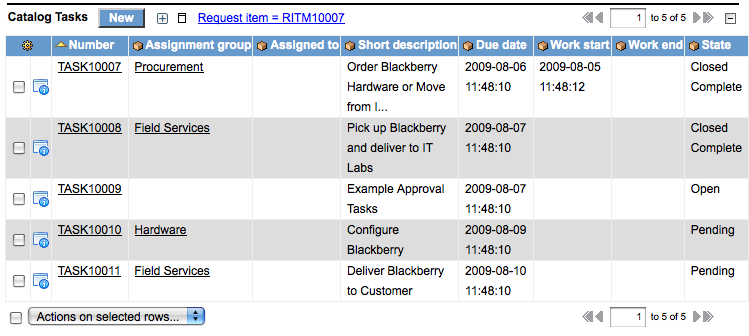 Catalog Tasks New Request item = RITM10007 1 to 5 of 5
Number Assignment group Assigned to Short description Due date Work start Work end State
TASK10007 Procurement Order Blackberry 2009-08-06 2009-08-05 Closed
Hardware or Move 11:48:10 11:48:12 Complete
from I...
TASK10008 Field Services Pick up Blackberry 2009-08-07 Closed
and deliver to IT 11:48:10 Complete
Labs
TASK10009 Example Approval 2009-08-07 Open
Tasks 11:48:10
TASK10010 Hardware Configure 2009-08-09 Pending
Blackberry 11:48:10
TASK10011 Field Services Deliver Blackberry 2009-08-10 Pending
to Customer 11:48:10
Actions on selected rows... 1 to 5 of 5